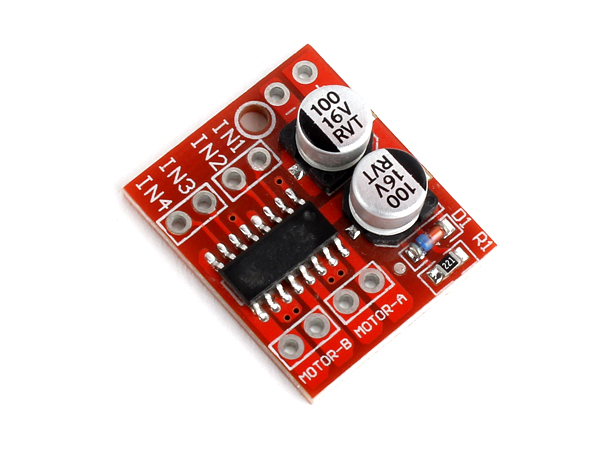 100
16V
RVT
100
16V
RVT
IN1
IN2
IN3
IN4
D1
R1
221
MOTOR-A
MOTOR-B
+
-